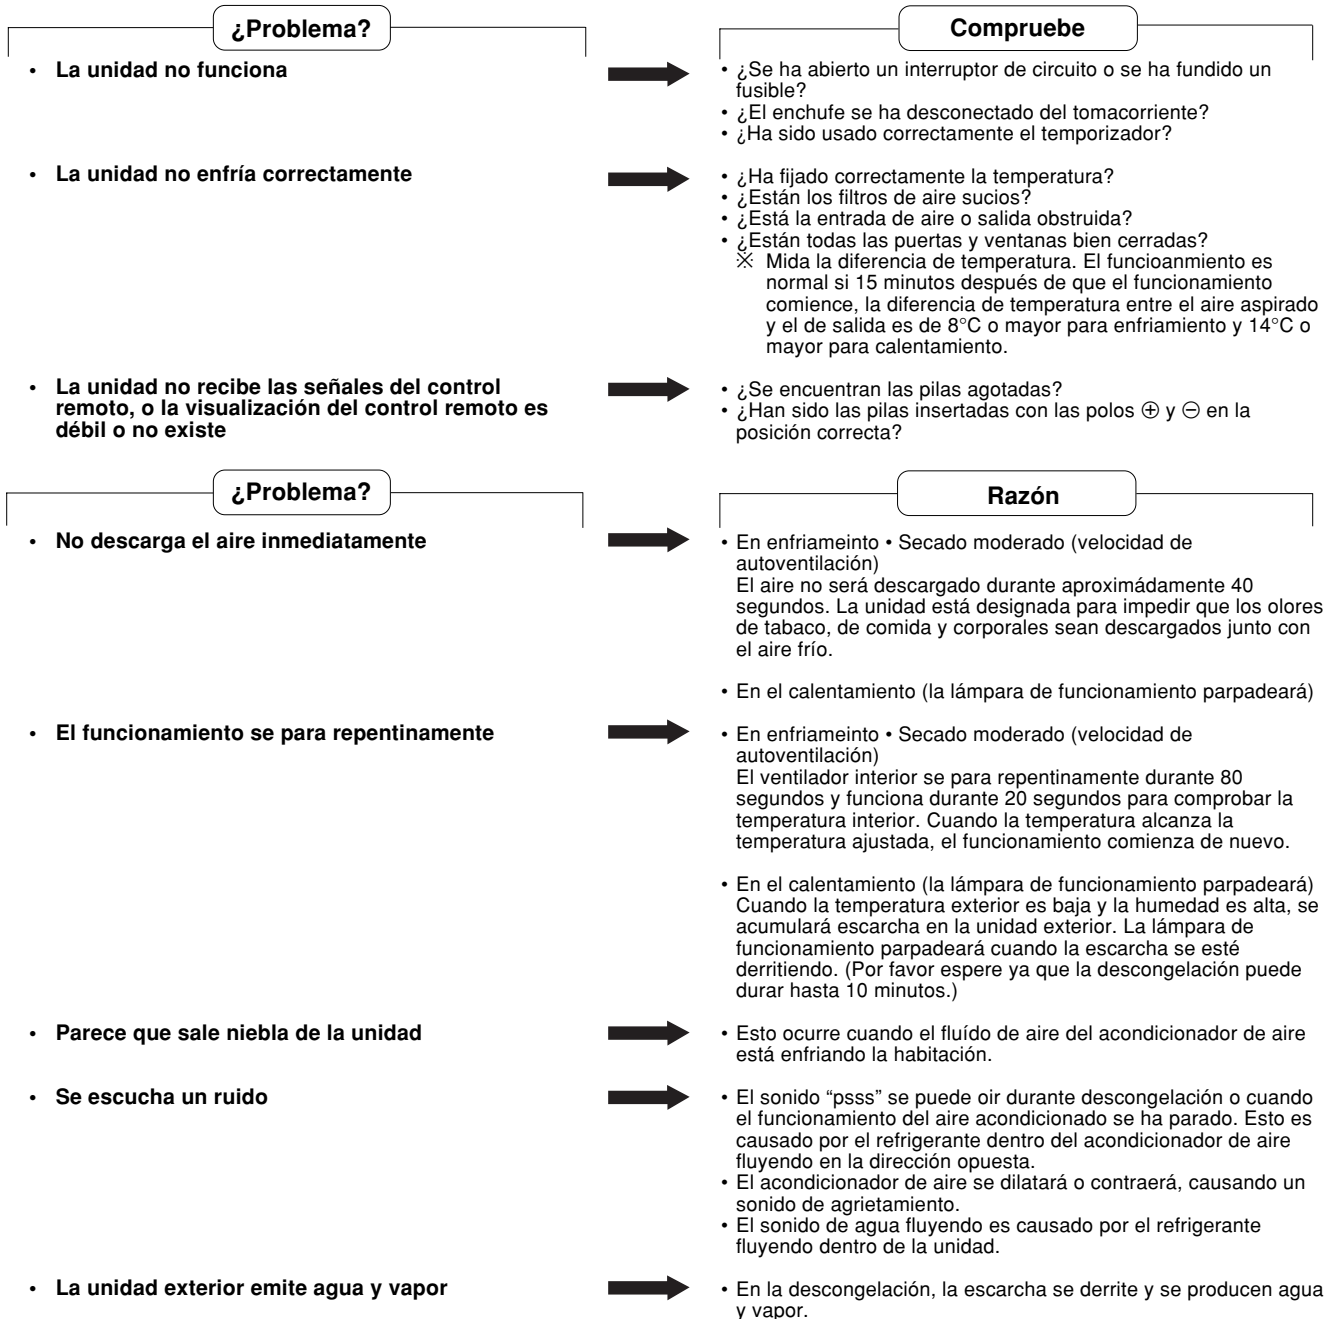 ¿Problema?
Compruebe
• La unidad no funciona
• ¿Se ha abierto un interruptor de circuito o se ha fundido un
fusible?
• ¿El enchufe se ha desconectado del tomacorriente?
• ¿Ha sido usado correctamente el temporizador?
• La unidad no enfría correctamente
• ¿Ha fijado correctamente la temperatura?
• ¿Están los filtros de aire sucios?
• ¿Está la entrada de aire o salida obstruida?
• ¿Están todas las puertas y ventanas bien cerradas?
※ Mida la diferencia de temperatura. El funcioanmiento es
normal si 15 minutos después de que el funcionamiento
comience, la diferencia de temperatura entre el aire aspirado
y el de salida es de 8°C o mayor para enfriamiento y 14°C o
mayor para calentamiento.
• La unidad no recibe las señales del control
remoto, o la visualización del control remoto es
débil o no existe
• ¿Se encuentran las pilas agotadas?
• ¿Han sido las pilas insertadas con las polos ⊕ y ⊖ en la
posición correcta?
¿Problema?
Razón
• No descarga el aire inmediatamente
• En enfriameinto • Secado moderado (velocidad de
autoventilación)
El aire no será descargado durante aproximádamente 40
segundos. La unidad está designada para impedir que los olores
de tabaco, de comida y corporales sean descargados junto con
el aire frío.
• En el calentamiento (la lámpara de funcionamiento parpadeará)
• El funcionamiento se para repentinamente
• En enfriameinto • Secado moderado (velocidad de
autoventilación)
El ventilador interior se para repentinamente durante 80
segundos y funciona durante 20 segundos para comprobar la
temperatura interior. Cuando la temperatura alcanza la
temperatura ajustada, el funcionamiento comienza de nuevo.
• En el calentamiento (la lámpara de funcionamiento parpadeará)
Cuando la temperatura exterior es baja y la humedad es alta, se
acumulará escarcha en la unidad exterior. La lámpara de
funcionamiento parpadeará cuando la escarcha se esté
derritiendo. (Por favor espere ya que la descongelación puede
durar hasta 10 minutos.)
• Parece que sale niebla de la unidad
• Esto ocurre cuando el fluído de aire del acondicionador de aire
está enfriando la habitación.
• Se escucha un ruido
• El sonido “psss” se puede oir durante descongelación o cuando
el funcionamiento del aire acondicionado se ha parado. Esto es
causado por el refrigerante dentro del acondicionador de aire
fluyendo en la dirección opuesta.
• El acondicionador de aire se dilatará o contraerá, causando un
sonido de agrietamiento.
• El sonido de agua fluyendo es causado por el refrigerante
fluyendo dentro de la unidad.
• La unidad exterior emite agua y vapor
• En la descongelación, la escarcha se derrite y se producen agua
y vapor.